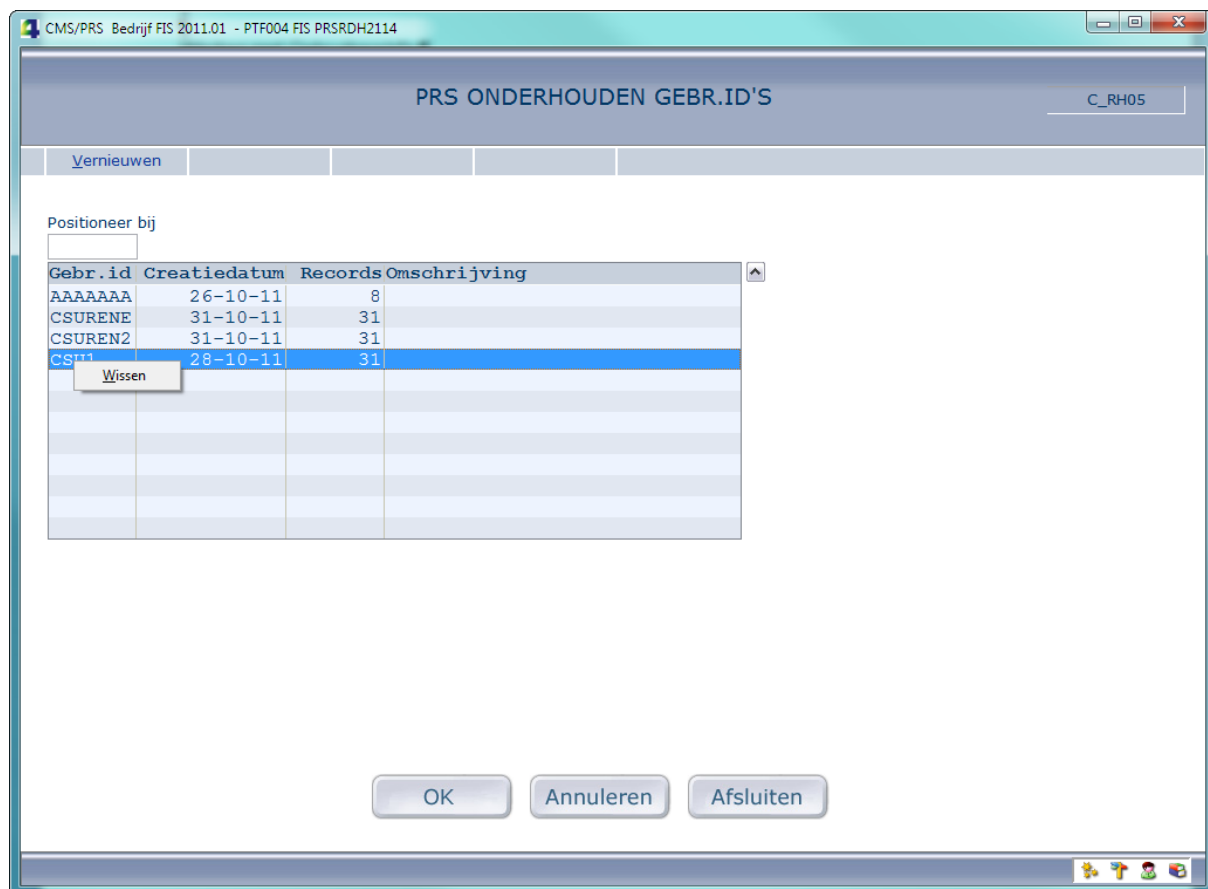 CMS/PRS Bedrijf FIS 2011.01 - PTF004 FIS PRSRDH2114
PRS ONDERHOUDEN GEBR.ID'S
C_RH05
Vernieuwen
Positioneer bij
Gebr.id Creatiedatum Records Omschrijving
AAAAAAA 26-10-11 8
CSURENE 31-10-11 31
CSUREN2 31-10-11 31
CSU1 28-10-11 31
Wissen
OK Annuleren Afsluiten